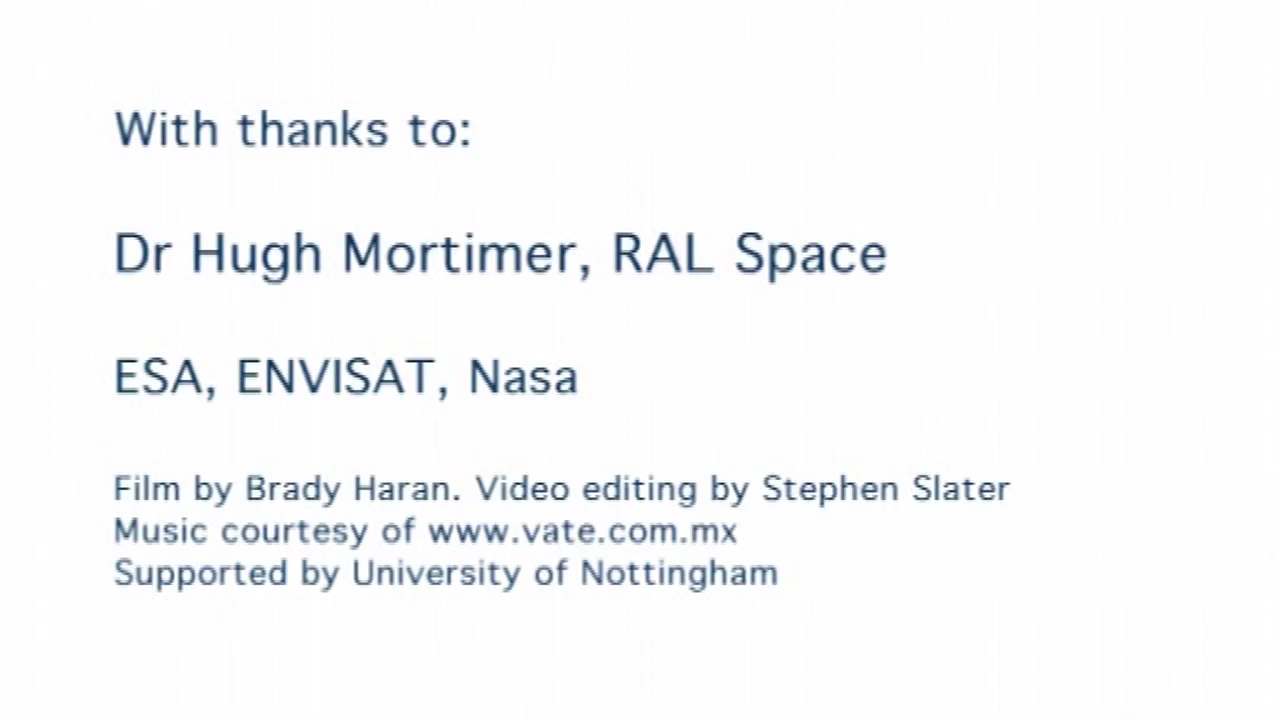 With thanks to:
Dr Hugh Mortimer, RAL Space
ESA, ENVISAT, Nasa
Film by Brady Haran. Video editing by Stephen Slater
Music courtesy of www.vate.com.mx
Supported by University of Nottingham